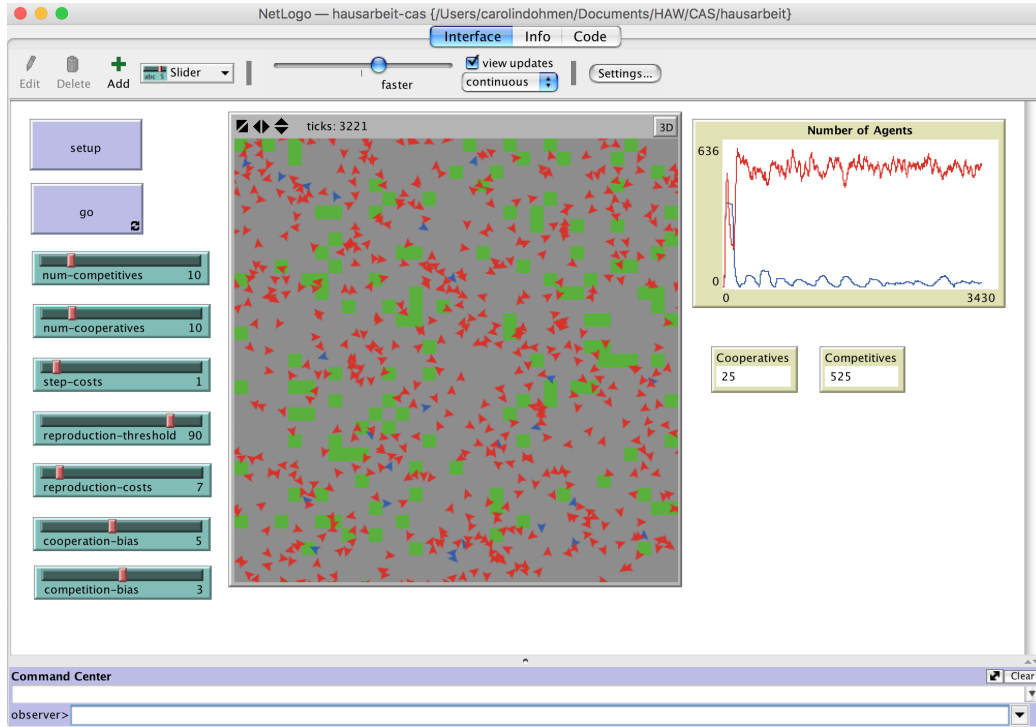 NetLogo — hausarbeit-cas {/Users/carolindohmen/Documents/HAW/CAS/hausarbeit}
Interface Info Code
Edit Delete Add abc 5 Slider faster view updates continuous Settings...
setup
go
num-competitives 10
num-cooperatives 10
step-costs 1
reproduction-threshold 90
reproduction-costs 7
cooperation-bias 5
competition-bias 3
ticks: 3221 3D
Number of Agents
636
0
0 3430
Cooperatives Competitives
25 525
Command Center Clear
observer>